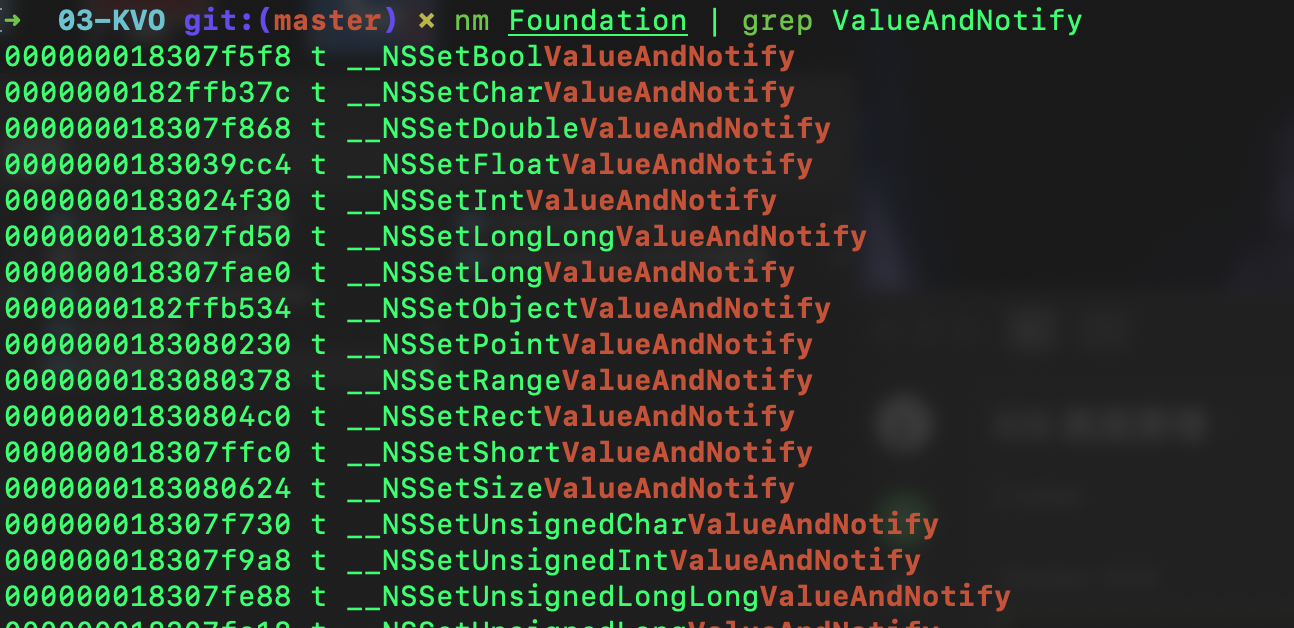 → 03-KVO git:(master) × nm Foundation | grep ValueAndNotify
000000018307f5f8 t __NSSetBoolValueAndNotify
0000000182ffb37c t __NSSetCharValueAndNotify
000000018307f868 t __NSSetDoubleValueAndNotify
0000000183039cc4 t __NSSetFloatValueAndNotify
0000000183024f30 t __NSSetIntValueAndNotify
000000018307fd50 t __NSSetLongLongValueAndNotify
000000018307fae0 t __NSSetLongValueAndNotify
0000000182ffb534 t __NSSetObjectValueAndNotify
0000000183080230 t __NSSetPointValueAndNotify
0000000183080378 t __NSSetRangeValueAndNotify
00000001830804c0 t __NSSetRectValueAndNotify
000000018307ffc0 t __NSSetShortValueAndNotify
0000000183080624 t __NSSetSizeValueAndNotify
000000018307f730 t __NSSetUnsignedCharValueAndNotify
000000018307f9a8 t __NSSetUnsignedIntValueAndNotify
000000018307fe88 t __NSSetUnsignedLongLongValueAndNotify